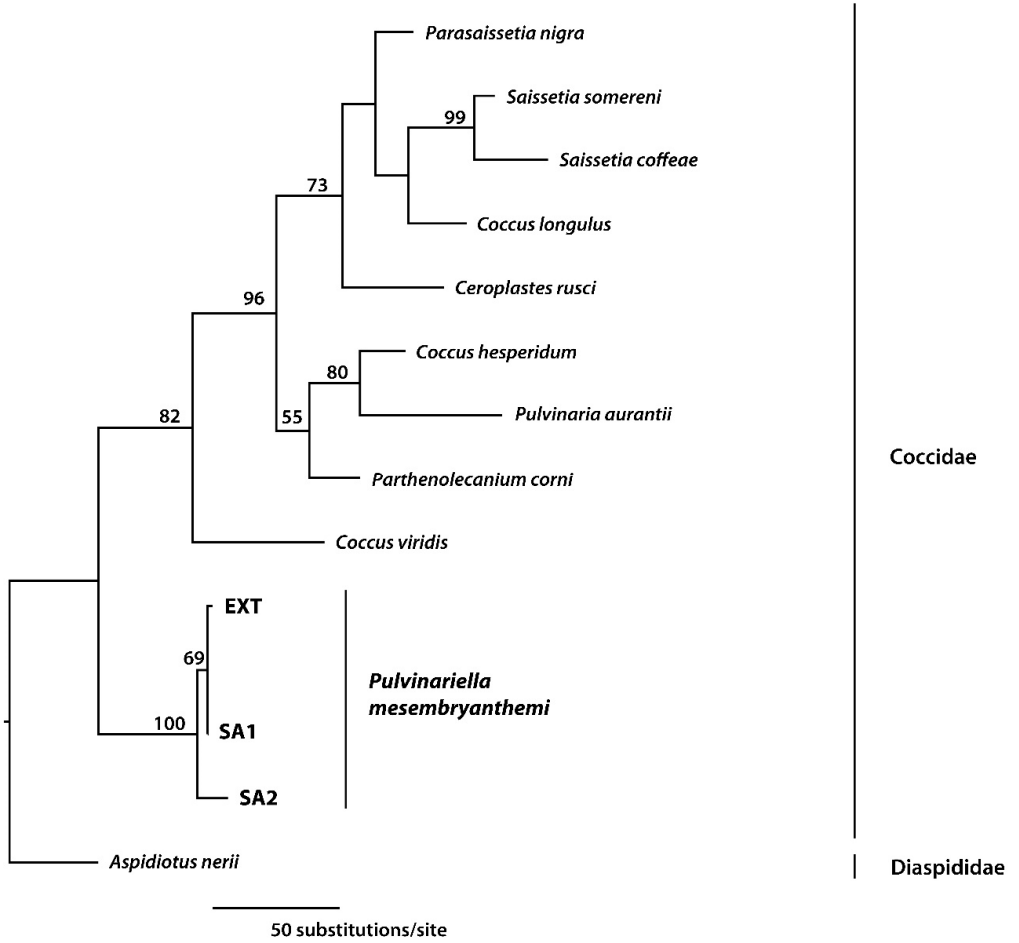 Parasaissetia nigra
Saissetia somereni
99
Saissetia coffeae
73
Coccus longulus
Ceroplastes rusci
96
Coccus hesperidum
80
Pulvinaria aurantii
82
55
Coccidae
Parthenolecanium corni
Coccus viridis
EXT
69
Pulvinariella
mesembryanthemi
100
SA1
SA2
Aspidiotus nerii
Diaspididae
50 substitutions/site